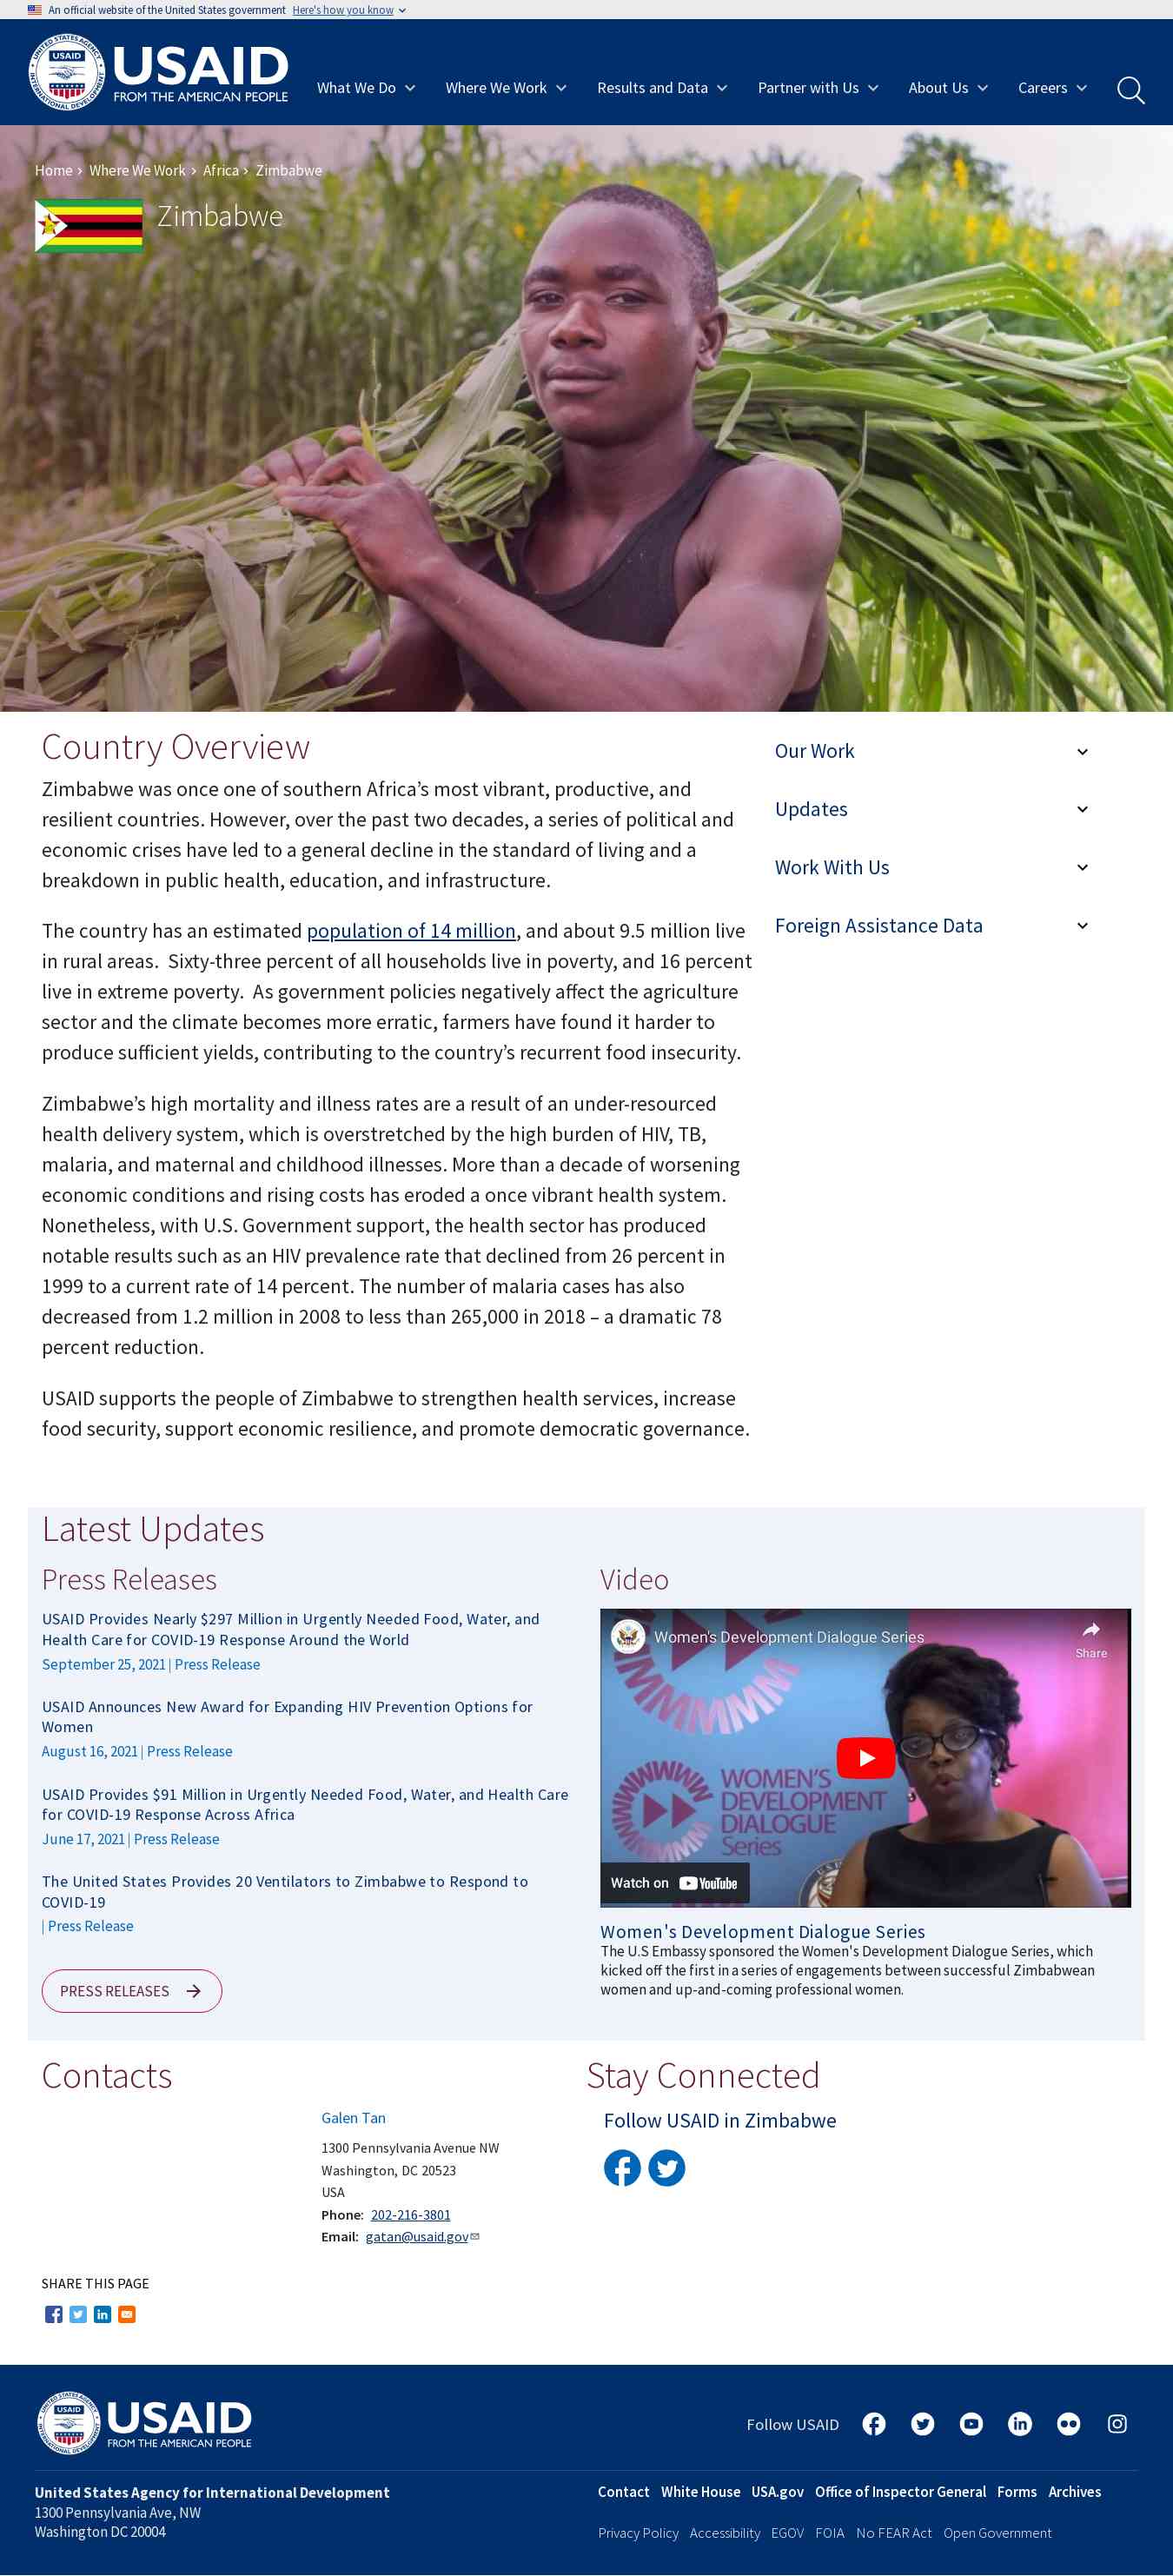 An official website of the United States government Here's how you know
USAID
USAID
FROM THE AMERICAN PEOPLE
What We Do
Where We Work
Results and Data
Partner with Us
About Us
Careers
Home › Where We Work › Africa › Zimbabwe
Zimbabwe
Country Overview
Zimbabwe was once one of southern Africa’s most vibrant, productive, and
resilient countries. However, over the past two decades, a series of political and
economic crises have led to a general decline in the standard of living and a
breakdown in public health, education, and infrastructure.
The country has an estimated population of 14 million, and about 9.5 million live
in rural areas.  Sixty-three percent of all households live in poverty, and 16 percent
live in extreme poverty.  As government policies negatively affect the agriculture
sector and the climate becomes more erratic, farmers have found it harder to
produce sufficient yields, contributing to the country’s recurrent food insecurity.
Zimbabwe’s high mortality and illness rates are a result of an under-resourced
health delivery system, which is overstretched by the high burden of HIV, TB,
malaria, and maternal and childhood illnesses. More than a decade of worsening
economic conditions and rising costs has eroded a once vibrant health system.
Nonetheless, with U.S. Government support, the health sector has produced
notable results such as an HIV prevalence rate that declined from 26 percent in
1999 to a current rate of 14 percent. The number of malaria cases has also
decreased from 1.2 million in 2008 to less than 265,000 in 2018 – a dramatic 78
percent reduction.
USAID supports the people of Zimbabwe to strengthen health services, increase
food security, support economic resilience, and promote democratic governance.
Our Work
Updates
Work With Us
Foreign Assistance Data
Latest Updates
Press Releases
USAID Provides Nearly $297 Million in Urgently Needed Food, Water, and
Health Care for COVID-19 Response Around the World
September 25, 2021 | Press Release
USAID Announces New Award for Expanding HIV Prevention Options for
Women
August 16, 2021 | Press Release
USAID Provides $91 Million in Urgently Needed Food, Water, and Health Care
for COVID-19 Response Across Africa
June 17, 2021 | Press Release
The United States Provides 20 Ventilators to Zimbabwe to Respond to
COVID-19
| Press Release
PRESS RELEASES
Video
Women's Development Dialogue Series
Share
WOMEN'S
DEVELOPMENT
DIALOGUE
Series
Watch on YouTube
Women's Development Dialogue Series
The U.S Embassy sponsored the Women's Development Dialogue Series, which
kicked off the first in a series of engagements between successful Zimbabwean
women and up-and-coming professional women.
Contacts
Galen Tan
1300 Pennsylvania Avenue NW
Washington, DC 20523
USA
Phone: 202-216-3801
Email: gatan@usaid.gov
Stay Connected
Follow USAID in Zimbabwe
SHARE THIS PAGE
USAID
USAID
FROM THE AMERICAN PEOPLE
Follow USAID
United States Agency for International Development
1300 Pennsylvania Ave, NW
Washington DC 20004
Contact White House USA.gov Office of Inspector General Forms Archives
Privacy Policy Accessibility EGOV FOIA No FEAR Act Open Government